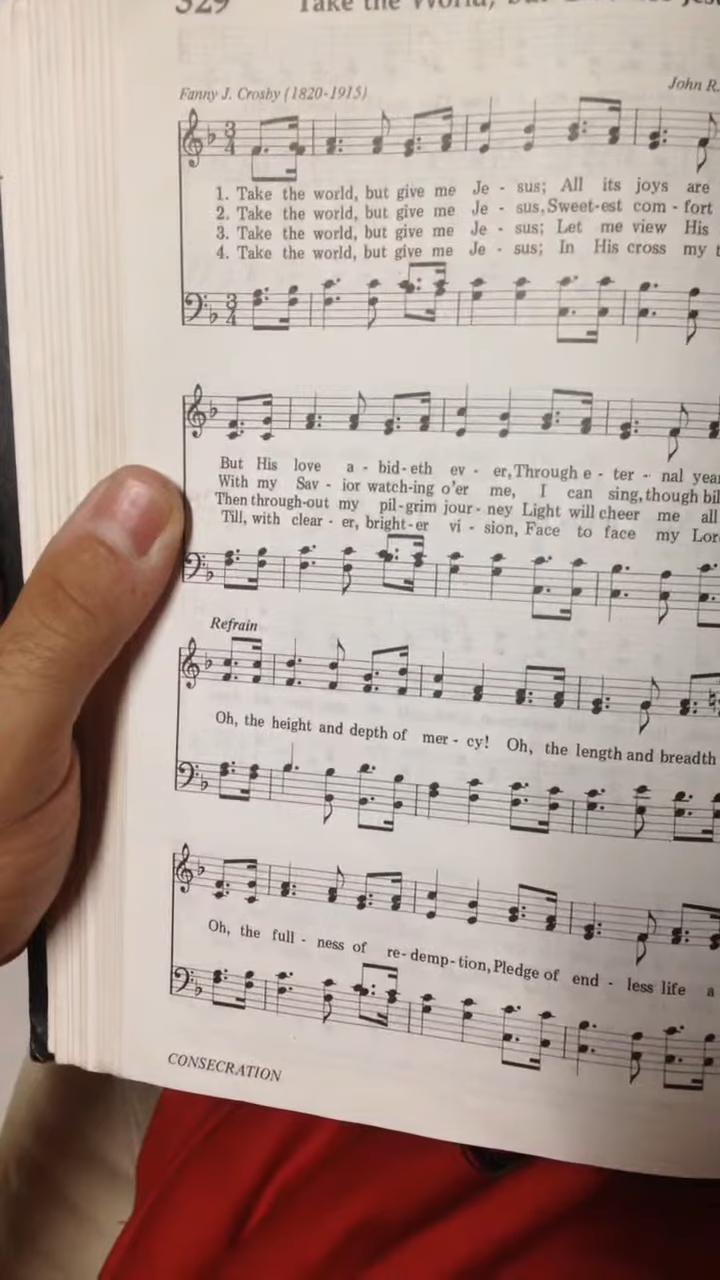 329 Take the World,
Fanny J. Crosby (1820-1915)
John R.
1. Take the world, but give me Je - sus; All its joys are
2. Take the world, but give me Je - sus, Sweet-est com - fort
3. Take the world, but give me Je - sus; Let me view His
4. Take the world, but give me Je - sus; In His cross my
But His love a - bid-eth ev - er, Through e - ter - nal
With my Sav - ior watch-ing o'er me, I can sing, though
Then through-out my pil-grim jour - ney Light will cheer me all
Till, with clear - er, bright-er vi - sion, Face to face my
Refrain
Oh, the height and depth of mer - cy! Oh, the length and breadth
Oh, the full - ness of re- demp - tion, Pledge of end - less life a
CONSECRATION